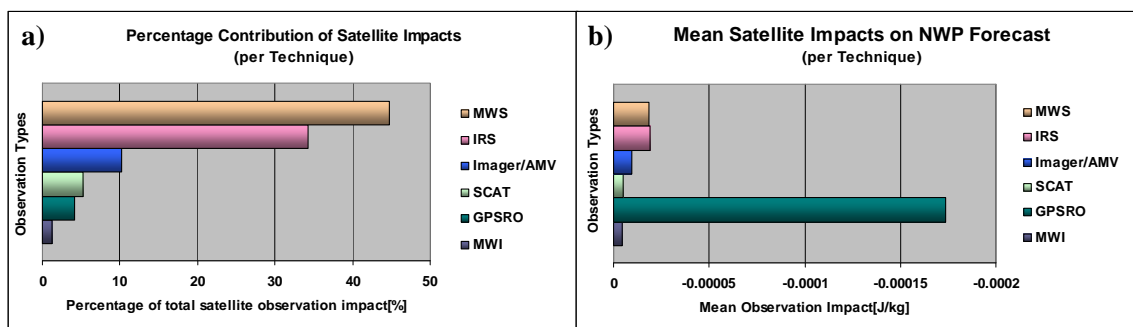 a)
Percentage Contribution of Satellite Impacts
(per Technique)
Observation Types
MWS
IRS
Imager/AMV
SCAT
GPSRO
MWI
0 10 20 30 40 50
Percentage of total satellite observation impact[%]
b)
Mean Satellite Impacts on NWP Forecast
(per Technique)
Observation Types
MWS
IRS
Imager/AMV
SCAT
GPSRO
MWI
0 -0.00005 -0.0001 -0.00015 -0.0002
Mean Observation Impact[J/kg]